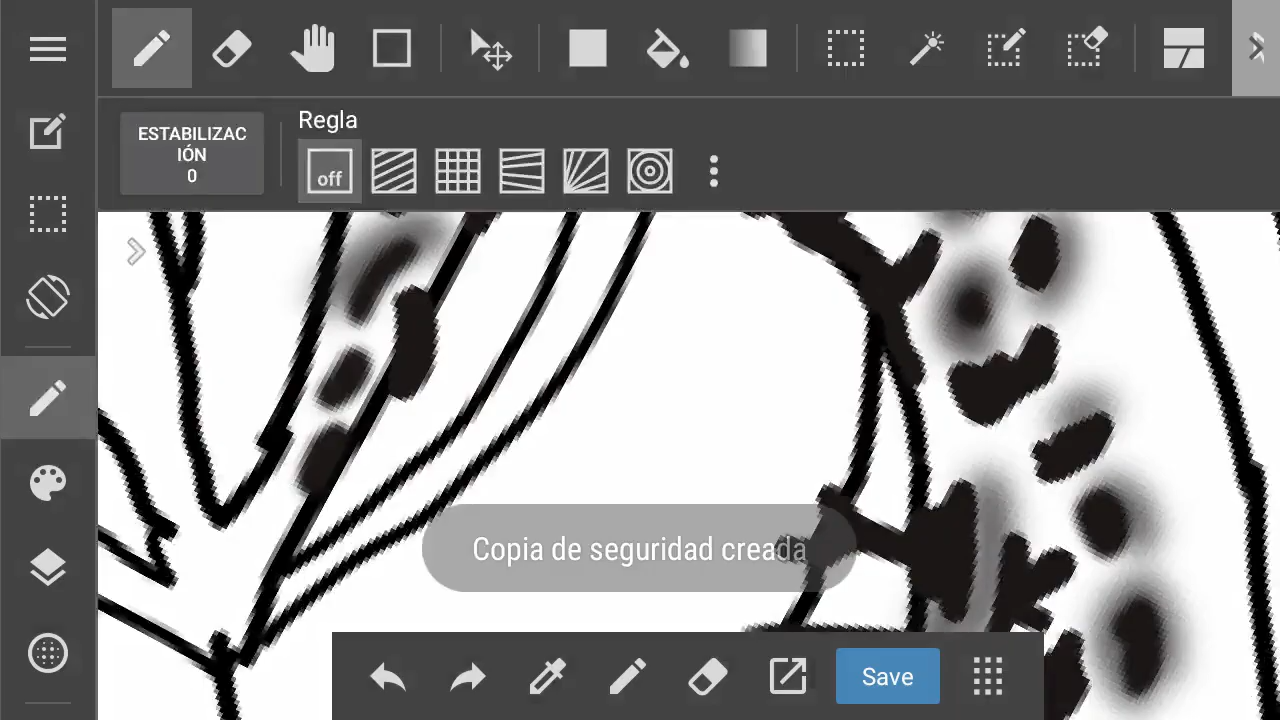 Regla
ESTABILIZAC
IÓN
0
off
Copia de seguridad creada
Save